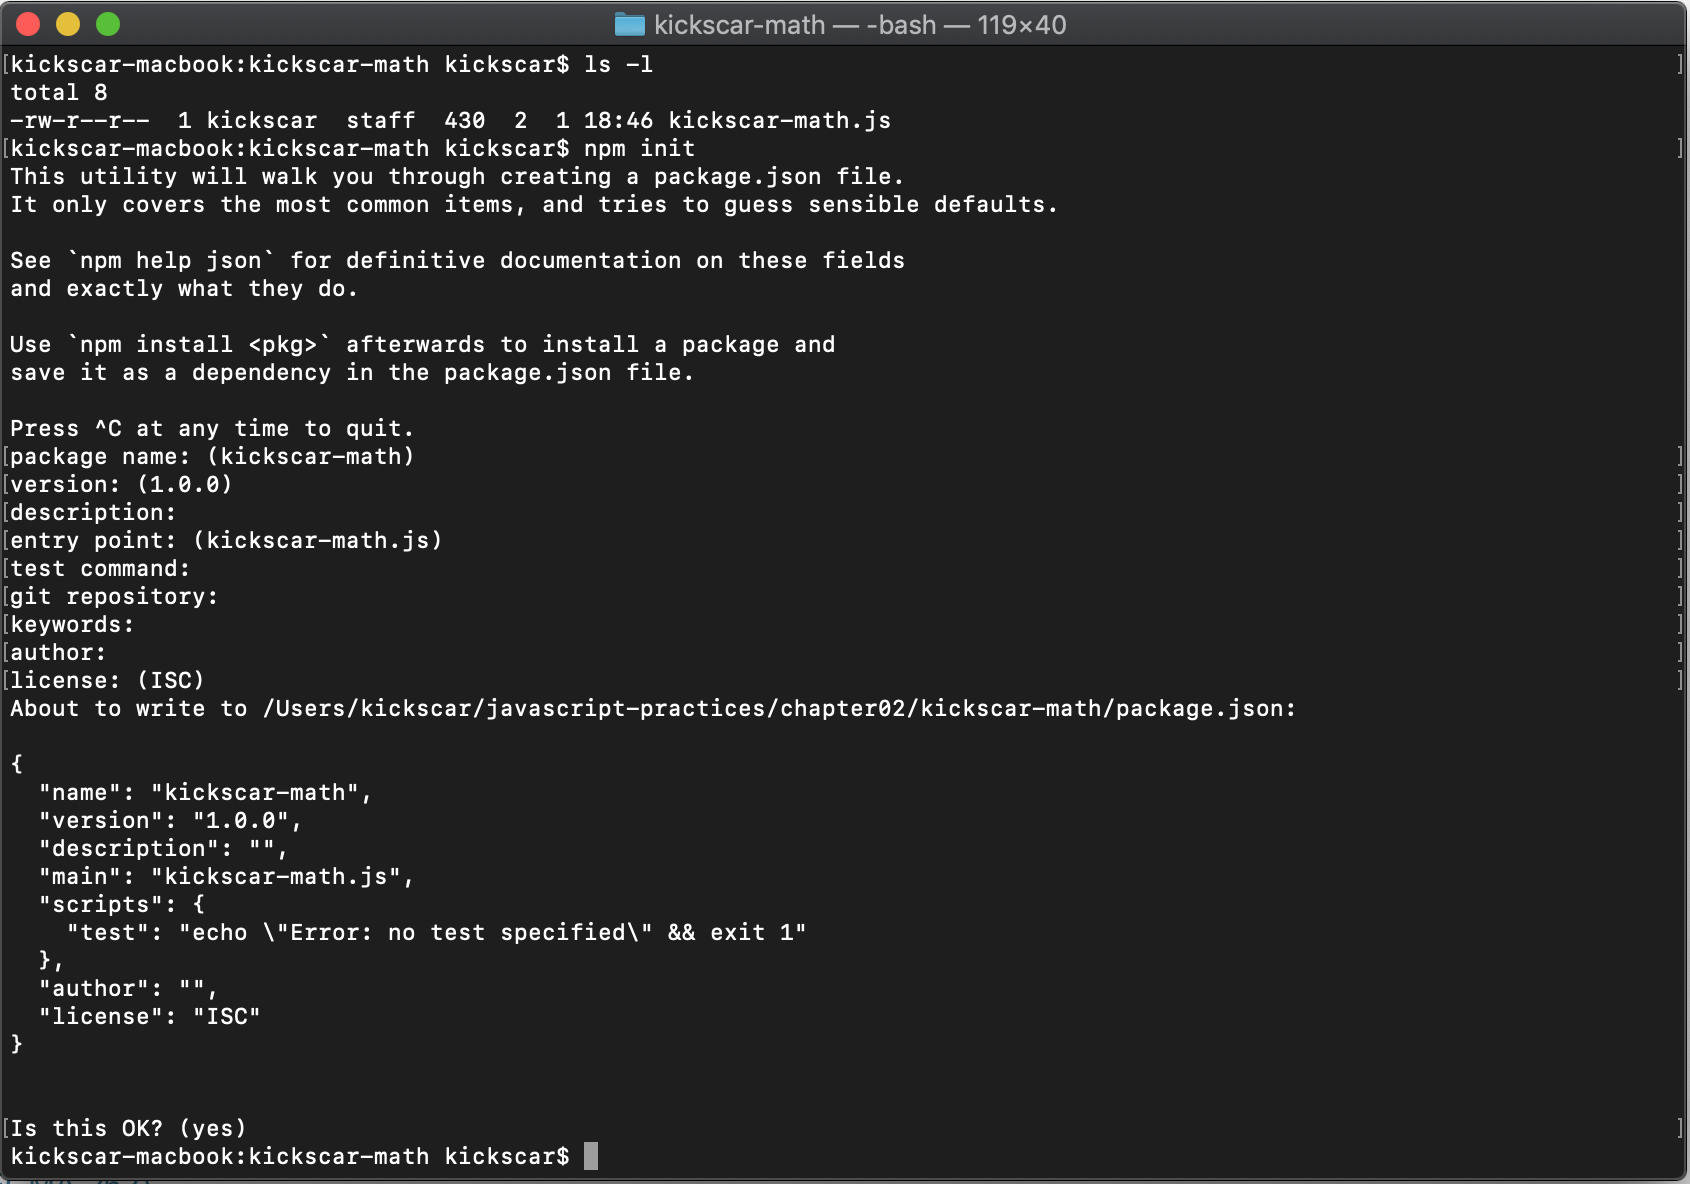 kickscar-math — -bash — 119×40
[kickscar-macbook:kickscar-math kickscar$ ls -l ]
total 8
-rw-r--r--  1 kickscar  staff  430  2  1 18:46 kickscar-math.js
[kickscar-macbook:kickscar-math kickscar$ npm init ]
This utility will walk you through creating a package.json file.
It only covers the most common items, and tries to guess sensible defaults.

See `npm help json` for definitive documentation on these fields
and exactly what they do.

Use `npm install <pkg>` afterwards to install a package and
save it as a dependency in the package.json file.

Press ^C at any time to quit.
[package name: (kickscar-math) ]
[version: (1.0.0) ]
[description: ]
[entry point: (kickscar-math.js) ]
[test command: ]
[git repository: ]
[keywords: ]
[author: ]
[license: (ISC) ]
About to write to /Users/kickscar/javascript-practices/chapter02/kickscar-math/package.json:

{
  "name": "kickscar-math",
  "version": "1.0.0",
  "description": "",
  "main": "kickscar-math.js",
  "scripts": {
    "test": "echo \"Error: no test specified\" && exit 1"
  },
  "author": "",
  "license": "ISC"
}

[Is this OK? (yes) ]
kickscar-macbook:kickscar-math kickscar$